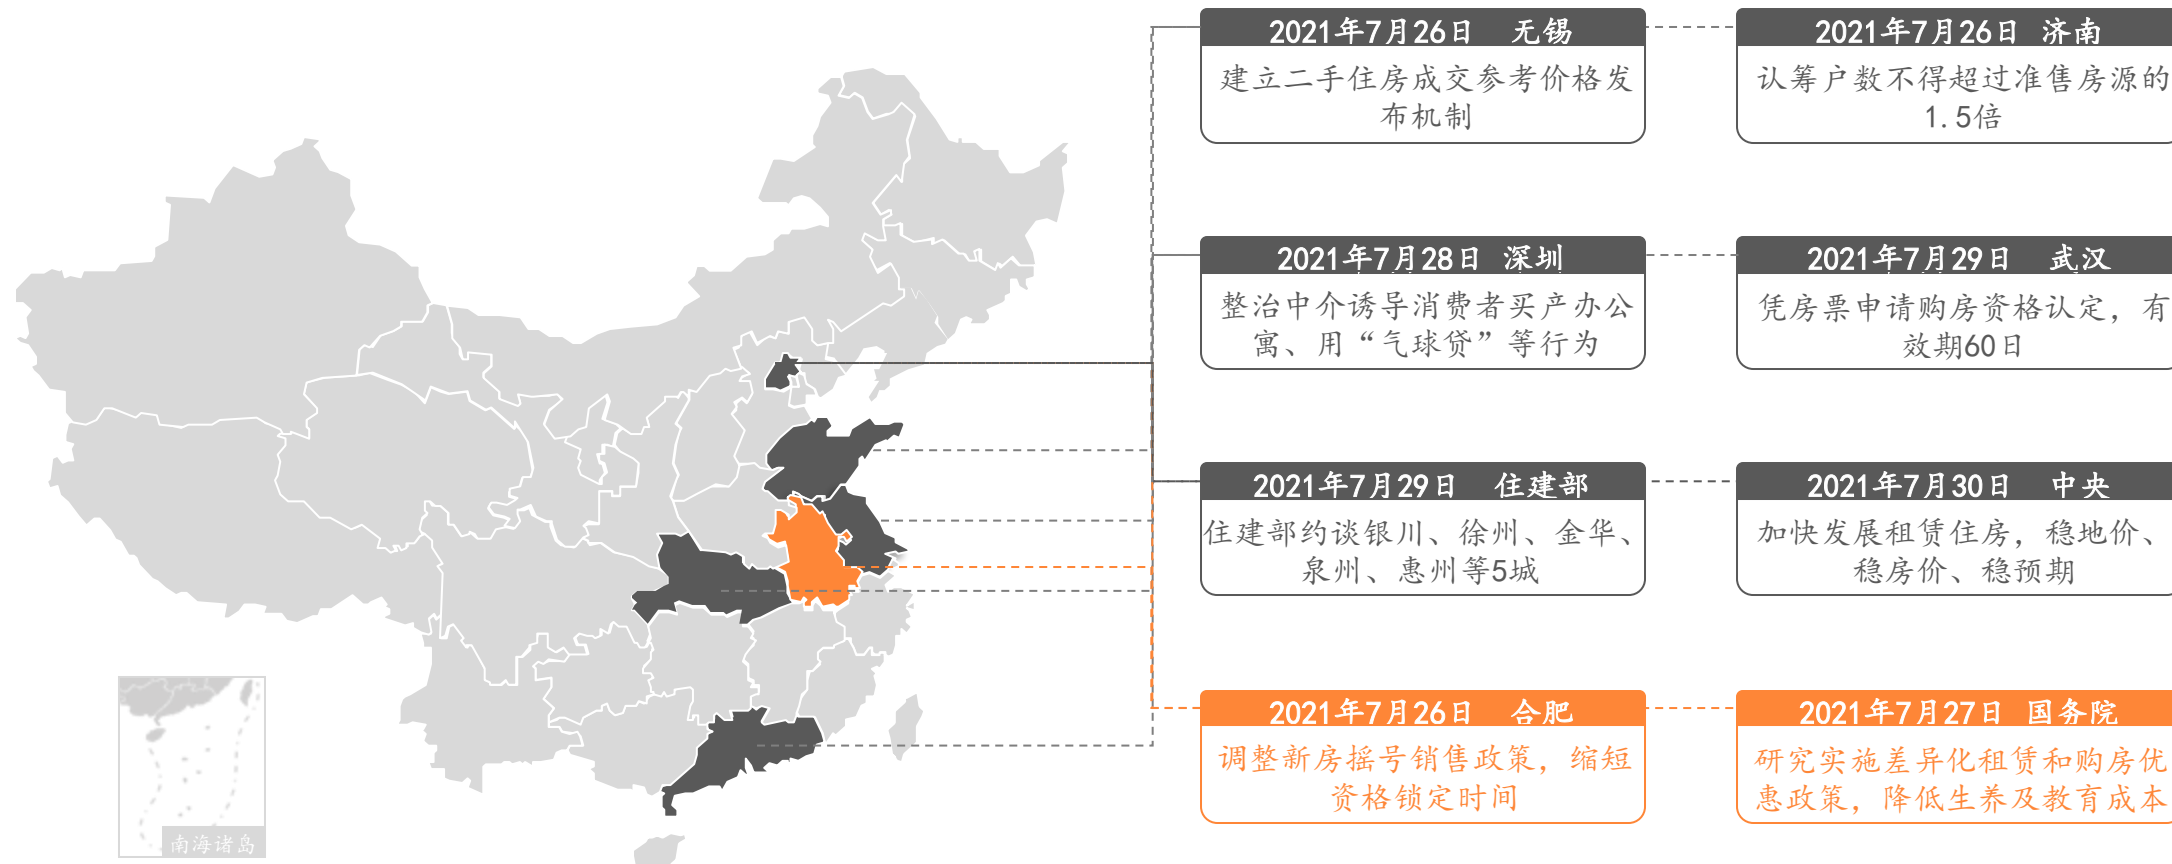 2021年7月26日 无锡
建立二手住房成交参考价格发
布机制
2021年7月26日 济南
认筹户数不得超过准售房源的
1.5倍
2021年7月28日 深圳
整治中介诱导消费者买产办公
寓、用“气球贷”等行为
2021年7月29日 武汉
凭房票申请购房资格认定，有
效期60日
2021年7月29日 住建部
住建部约谈银川、徐州、金华、
泉州、惠州等5城
2021年7月30日 中央
加快发展租赁住房，稳地价、
稳房价、稳预期
2021年7月26日 合肥
调整新房摇号销售政策，缩短
资格锁定时间
2021年7月27日 国务院
研究实施差异化租赁和购房优
惠政策，降低生养及教育成本
南海诸岛